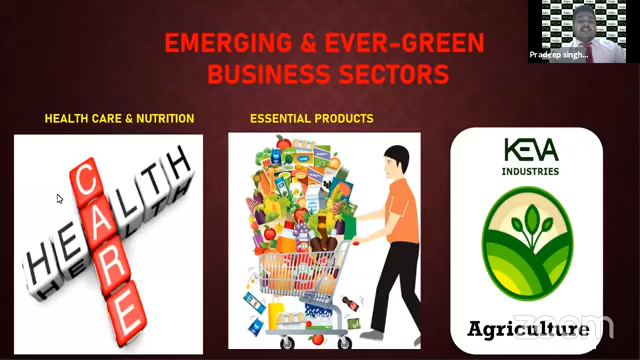 EMERGING & EVER-GREEN
BUSINESS SECTORS
Pradeep singh...
HEALTH CARE & NUTRITION
ESSENTIAL PRODUCTS
HEALTH
CARE
KEVA
INDUSTRIES
Agriculture
zoom